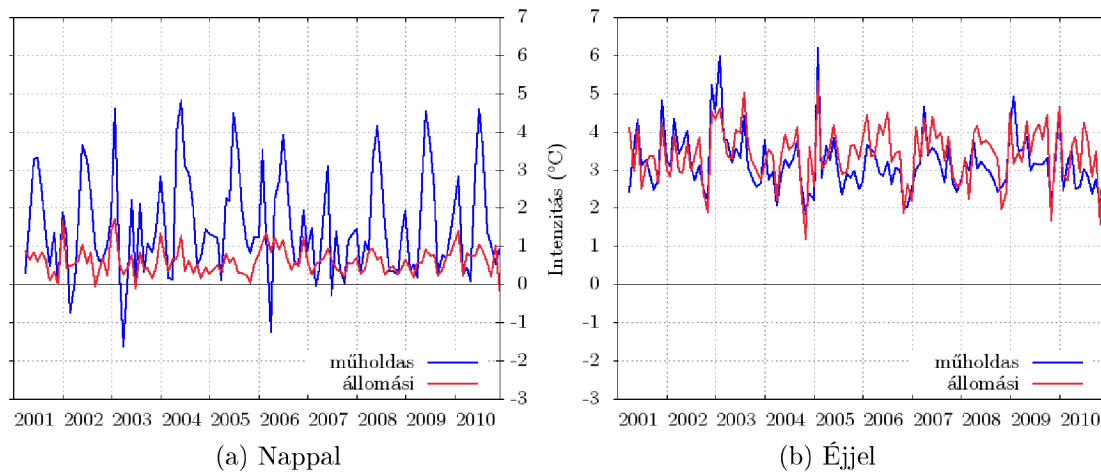 7 7
6 6
5 5
4 4
3 3
2 2
1 1
0 0
-1 -1
-2 -2
-3 -3
Intenzitás (°C)
műholdas
állomási
műholdas
állomási
2001 2002 2003 2004 2005 2006 2007 2008 2009 2010
2001 2002 2003 2004 2005 2006 2007 2008 2009 2010
(a) Nappal
(b) Éjjel